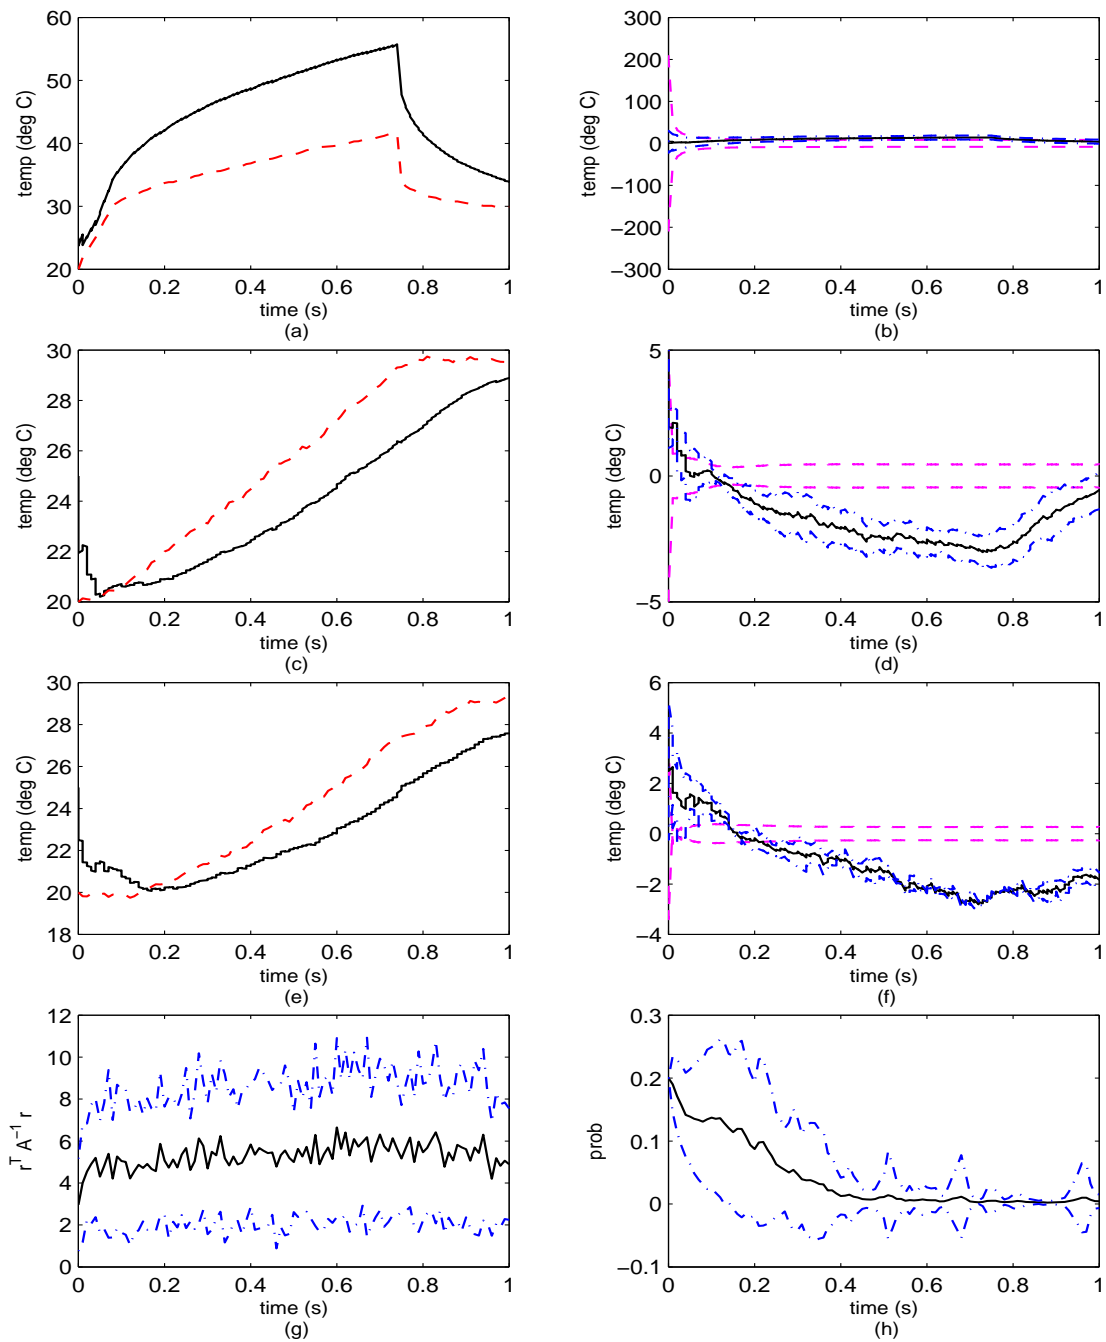 60
50
40
30
20
temp (deg C)
0 0.2 0.4 0.6 0.8 1
time (s)
(a)
300
200
100
0
−100
−200
−300
temp (deg C)
0 0.2 0.4 0.6 0.8 1
time (s)
(b)
30
28
26
24
22
20
temp (deg C)
0 0.2 0.4 0.6 0.8 1
time (s)
(c)
5
0
−5
temp (deg C)
0 0.2 0.4 0.6 0.8 1
time (s)
(d)
30
28
26
24
22
20
18
temp (deg C)
0 0.2 0.4 0.6 0.8 1
time (s)
(e)
6
4
2
0
−2
−4
temp (deg C)
0 0.2 0.4 0.6 0.8 1
time (s)
(f)
12
10
8
6
4
2
0
r^T A^−1 r
0 0.2 0.4 0.6 0.8 1
time (s)
(g)
0.3
0.2
0.1
0
−0.1
prob
0 0.2 0.4 0.6 0.8 1
time (s)
(h)